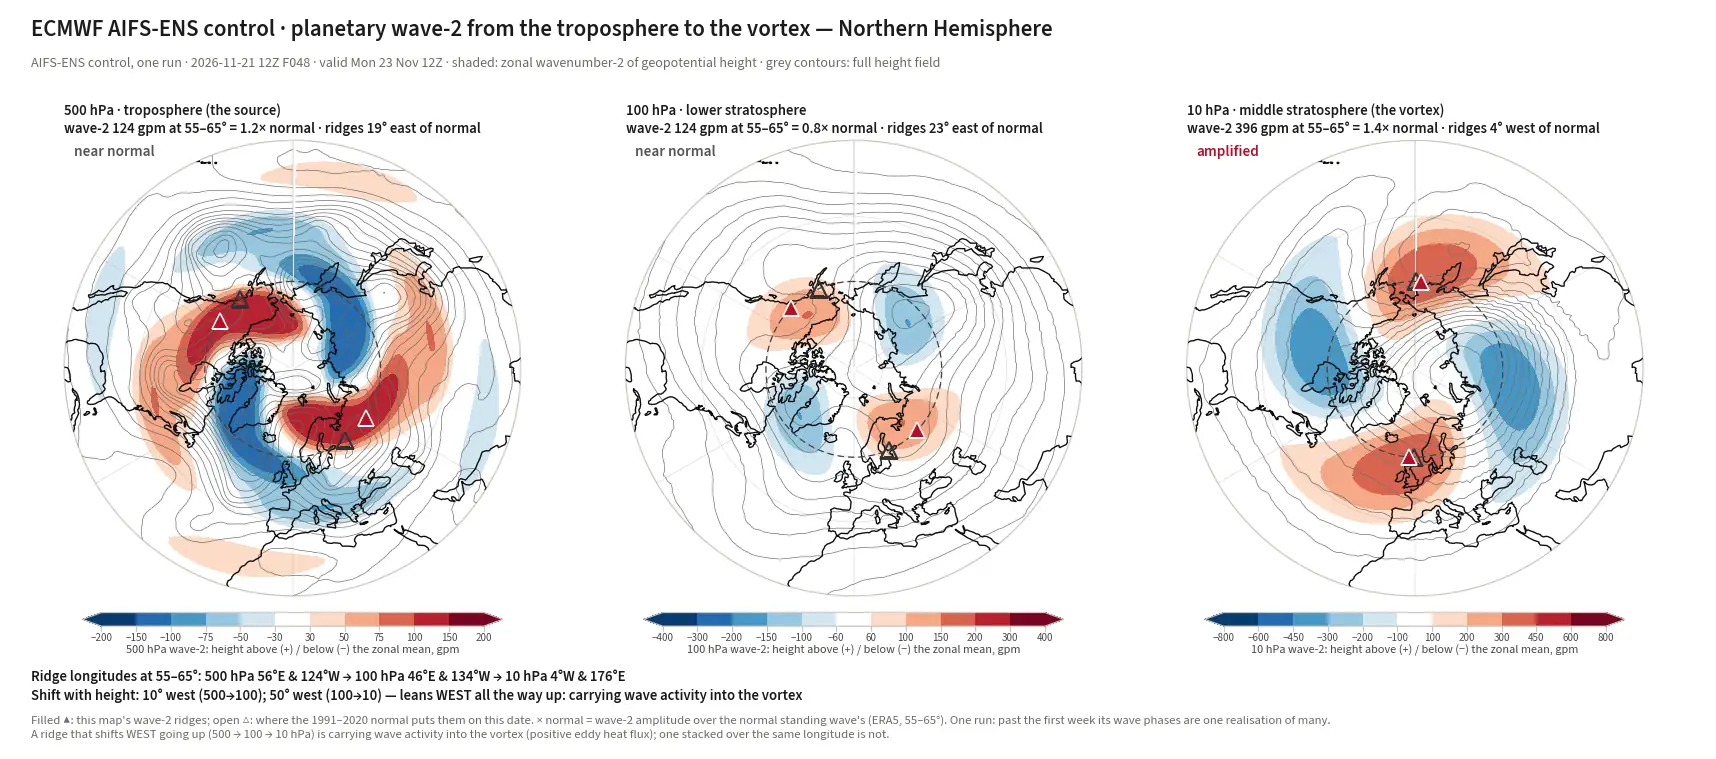 ECMWF AIFS-ENS control · planetary wave-2 from the troposphere to the vortex — Northern Hemisphere
AIFS-ENS control, one run · 2026-11-21 12Z F048 · valid Mon 23 Nov 12Z · shaded: zonal wavenumber-2 of geopotential height · grey contours: full height field
500 hPa · troposphere (the source)
wave-2 124 gpm at 55–65° = 1.2× normal · ridges 19° east of normal
near normal
100 hPa · lower stratosphere
wave-2 124 gpm at 55–65° = 0.8× normal · ridges 23° east of normal
near normal
10 hPa · middle stratosphere (the vortex)
wave-2 396 gpm at 55–65° = 1.4× normal · ridges 4° west of normal
amplified
−200 −150 −100 −75 −50 −30 30 50 75 100 150 200
500 hPa wave-2: height above (+) / below (−) the zonal mean, gpm
−400 −300 −200 −150 −100 −60 60 100 150 200 300 400
100 hPa wave-2: height above (+) / below (−) the zonal mean, gpm
−800 −600 −450 −300 −200 −100 100 200 300 450 600 800
10 hPa wave-2: height above (+) / below (−) the zonal mean, gpm
Ridge longitudes at 55–65°: 500 hPa 56°E & 124°W → 100 hPa 46°E & 134°W → 10 hPa 4°W & 176°E
Shift with height: 10° west (500→100); 50° west (100→10) — leans WEST all the way up: carrying wave activity into the vortex
Filled ▲: this map's wave-2 ridges; open △: where the 1991–2020 normal puts them on this date. × normal = wave-2 amplitude over the normal standing wave's (ERA5, 55–65°). One run: past the first week its wave phases are one realisation of many.
A ridge that shifts WEST going up (500 → 100 → 10 hPa) is carrying wave activity into the vortex (positive eddy heat flux); one stacked over the same longitude is not.